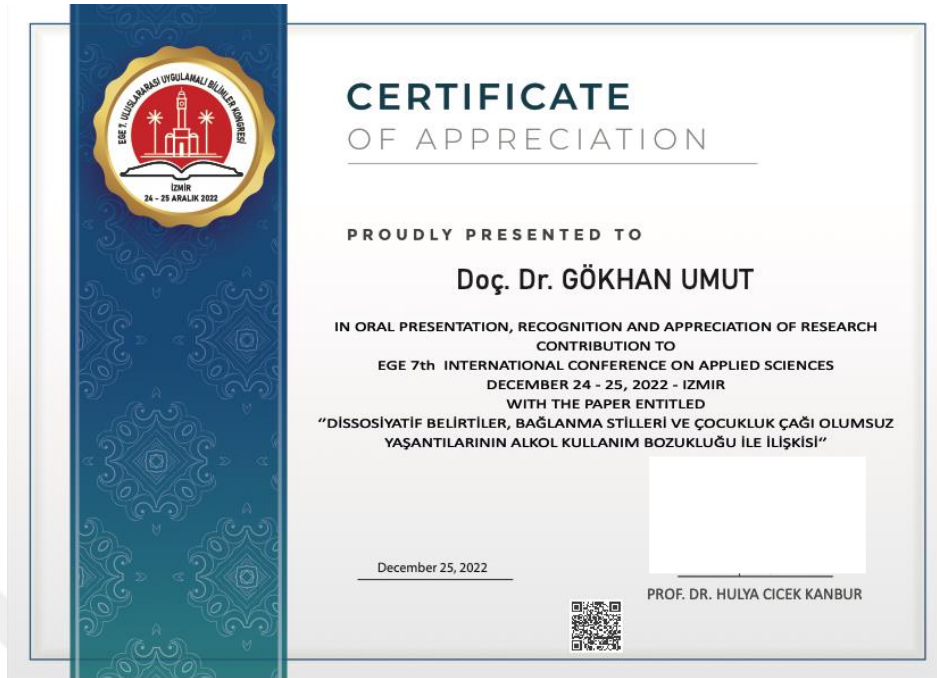 EGE 7. ULUSLARARASI UYGULAMALI BİLİMLER KONGRESİ
İZMİR
24 - 25 ARALIK 2022
CERTIFICATE
OF APPRECIATION
PROUDLY PRESENTED TO
Doç. Dr. GÖKHAN UMUT
IN ORAL PRESENTATION, RECOGNITION AND APPRECIATION OF RESEARCH
CONTRIBUTION TO
EGE 7th INTERNATIONAL CONFERENCE ON APPLIED SCIENCES
DECEMBER 24 - 25, 2022 - IZMIR
WITH THE PAPER ENTITLED
‘‘DİSSOSİYATİF BELİRTİLER, BAĞLANMA STİLLERİ VE ÇOCUKLUK ÇAĞI OLUMSUZ
YAŞANTILARININ ALKOL KULLANIM BOZUKLUĞU İLE İLİŞKİSİ‘‘
December 25, 2022
PROF. DR. HULYA CICEK KANBUR